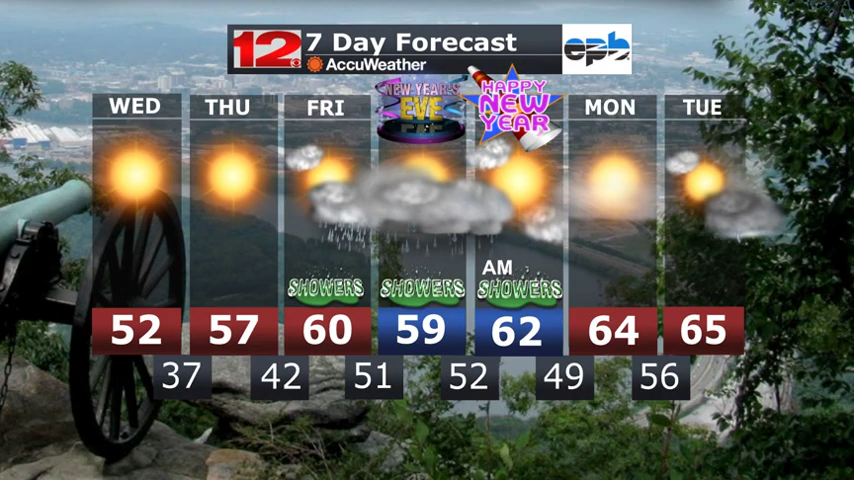 12 7 Day Forecast epb
AccuWeather
WED THU FRI NEW YEAR'S EVE HAPPY NEW YEAR MON TUE
AM
SHOWERS SHOWERS SHOWERS
52 57 60 59 62 64 65
37 42 51 52 49 56